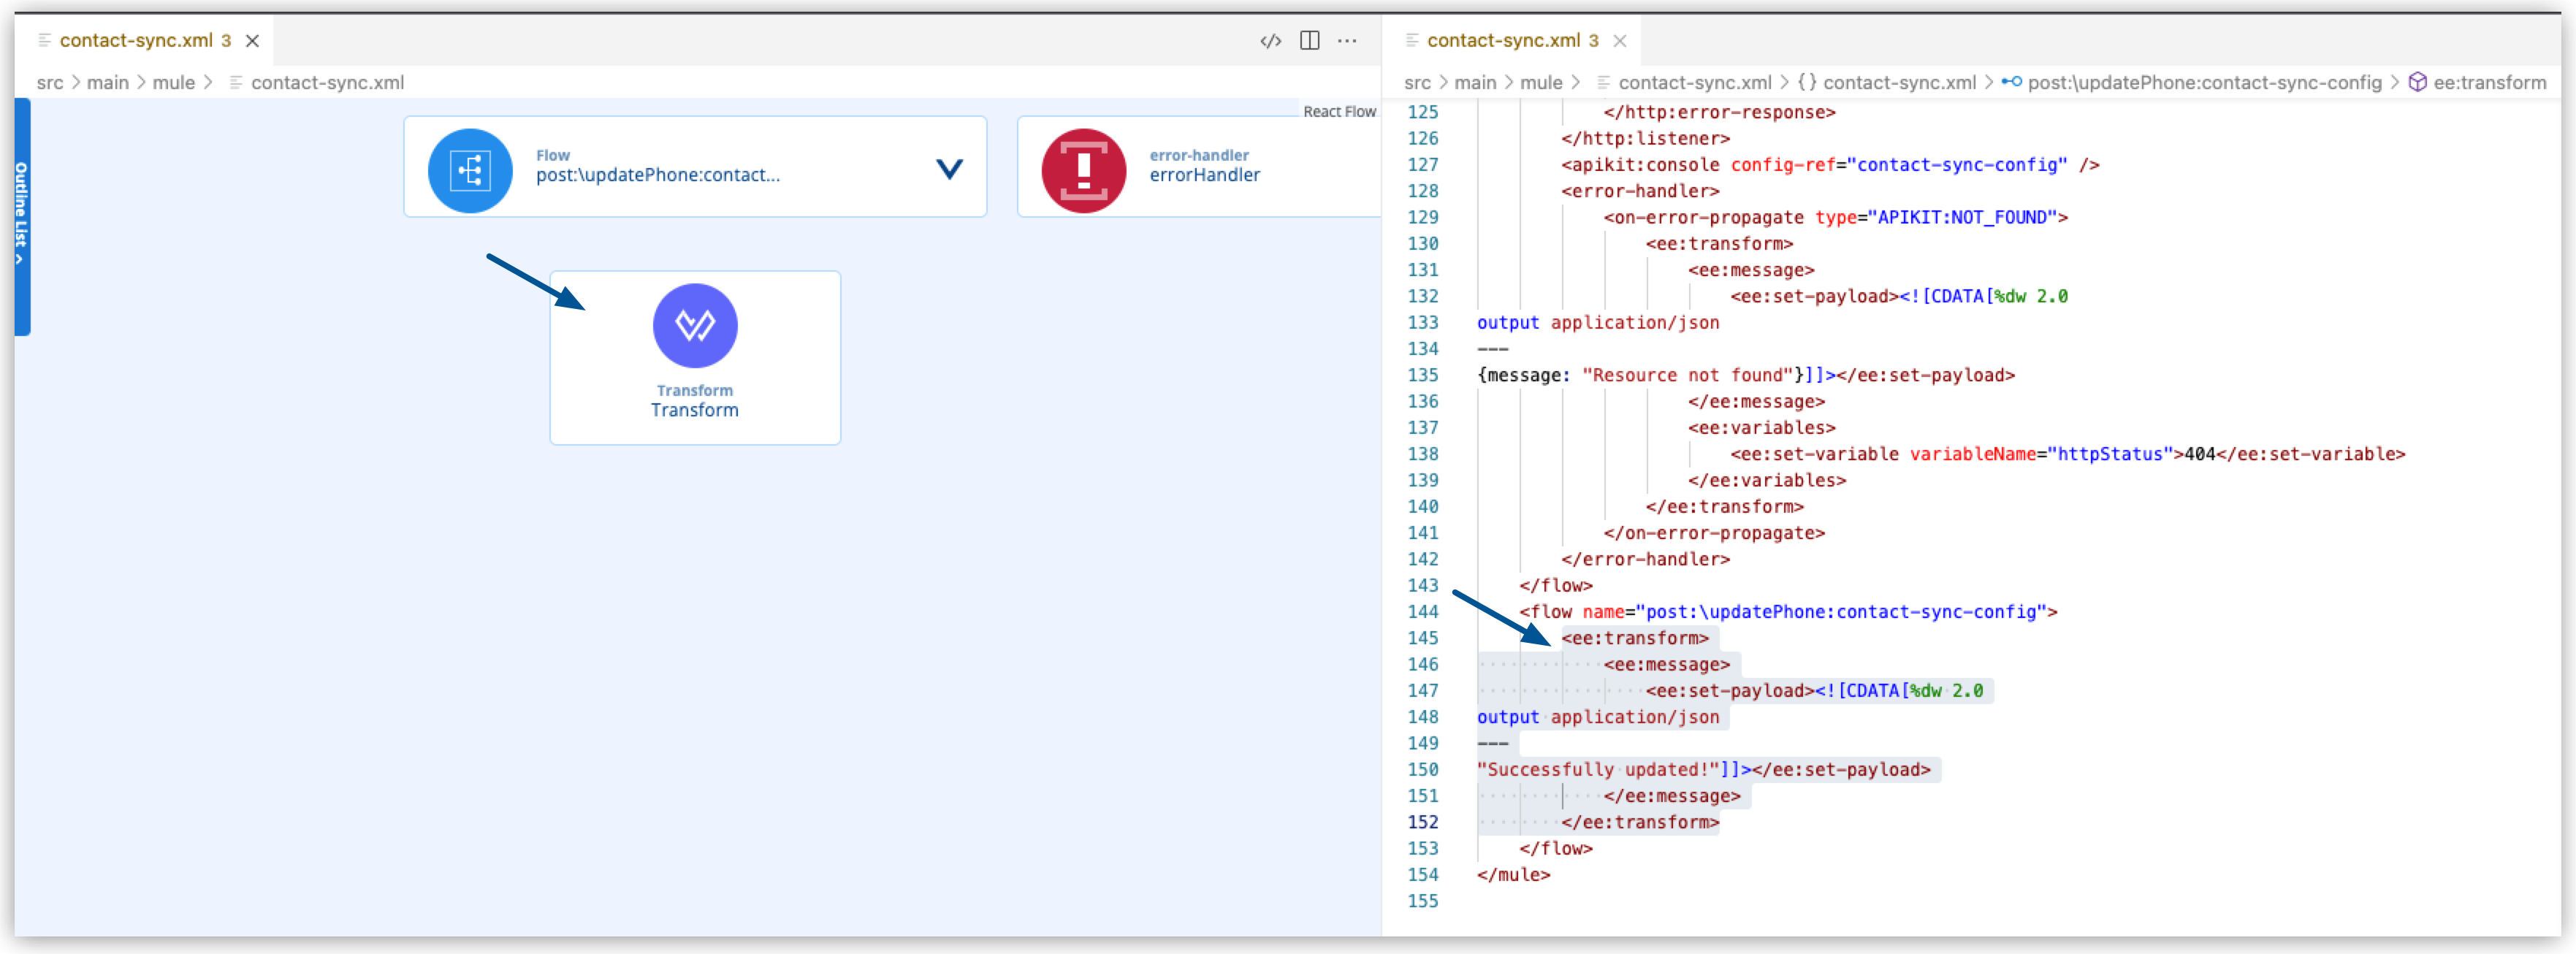 contact-sync.xml 3
src > main > mule > contact-sync.xml
Outline List >
React Flow
Flow
post:\updatePhone:contact...
error-handler
errorHandler
Transform
Transform
contact-sync.xml 3
src > main > mule > contact-sync.xml > {} contact-sync.xml > post:\updatePhone:contact-sync-config > ee:transform
125 </http:error-response>
126 </http:listener>
127 <apikit:console config-ref="contact-sync-config" />
128 <error-handler>
129 <on-error-propagate type="APIKIT:NOT_FOUND">
130 <ee:transform>
131 <ee:message>
132 <ee:set-payload><![CDATA[%dw 2.0
133 output application/json
134 ---
135 {message: "Resource not found"}]]></ee:set-payload>
136 </ee:message>
137 <ee:variables>
138 <ee:set-variable variableName="httpStatus">404</ee:set-variable>
139 </ee:variables>
140 </ee:transform>
141 </on-error-propagate>
142 </error-handler>
143 </flow>
144 <flow name="post:\updatePhone:contact-sync-config">
145 <ee:transform>
146 <ee:message>
147 <ee:set-payload><![CDATA[%dw 2.0
148 output application/json
149 ---
150 "Successfully updated!"]]></ee:set-payload>
151 </ee:message>
152 </ee:transform>
153 </flow>
154 </mule>
155